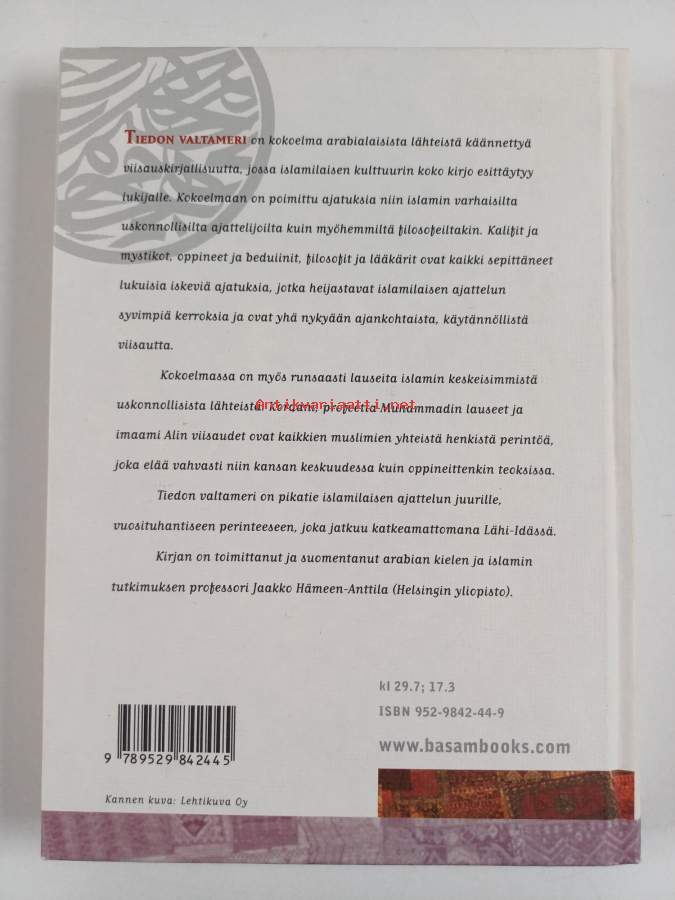 TIEDON VALTAMERI on kokoelma arabialaisista lähteistä käännettyä
viisauskirjallisuutta, jossa islamilaisen kulttuurin koko kirjo esittäytyy
lukijalle. Kokoelmaan on poimittu ajatuksia niin islamin varhaisilta
uskonnollisilta ajattelijoilta kuin myöhemmiltä filosofeiltakin. Kalifit ja
mystikot, oppineet ja beduiinit, filosofit ja lääkärit ovat kaikki sepittäneet
lukuisia iskeviä ajatuksia, jotka heijastavat islamilaisen ajattelun
syvimpiä kerroksia ja ovat yhä nykyään ajankohtaista, käytännöllistä
viisautta.
Kokoelmassa on myös runsaasti lauseita islamin keskeisimmistä
uskonnollisista lähteistä. Koraani, profeetta Muhammadin lauseet ja
Antikvariaatti.net
imaami Alin viisaudet ovat kaikkien muslimien yhteistä henkistä perintöä,
joka elää vahvasti niin kansan keskuudessa kuin oppineittenkin teoksissa.
Tiedon valtameri on pikatie islamilaisen ajattelun juurille,
vuosituhantiseen perinteeseen, joka jatkuu katkeamattomana Lähi-Idässä.
Kirjan on toimittanut ja suomentanut arabian kielen ja islamin
tutkimuksen professori Jaakko Hämeen-Anttila (Helsingin yliopisto).
kl 29.7; 17.3
ISBN 952-9842-44-9
www.basambooks.com
9 789529 842445
Kannen kuva: Lehtikuva Oy